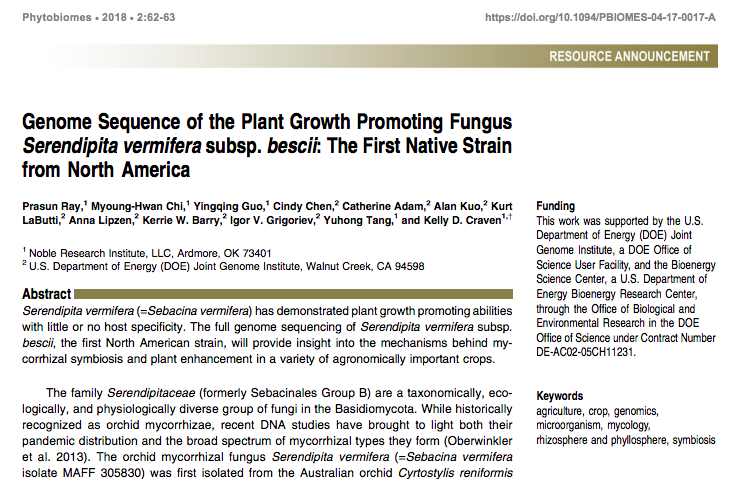 Phytobiomes • 2018 • 2:62-63
https://doi.org/10.1094/PBIOMES-04-17-0017-A
RESOURCE ANNOUNCEMENT
Genome Sequence of the Plant Growth Promoting Fungus
Serendipita vermifera subsp. bescii: The First Native Strain
from North America
Prasun Ray,1 Myoung-Hwan Chi,1 Yingqing Guo,1 Cindy Chen,2 Catherine Adam,2 Alan Kuo,2 Kurt
LaButti,2 Anna Lipzen,2 Kerrie W. Barry,2 Igor V. Grigoriev,2 Yuhong Tang,1 and Kelly D. Craven1,†
1 Noble Research Institute, LLC, Ardmore, OK 73401
2 U.S. Department of Energy (DOE) Joint Genome Institute, Walnut Creek, CA 94598
Abstract
Serendipita vermifera (=Sebacina vermifera) has demonstrated plant growth promoting abilities
with little or no host specificity. The full genome sequencing of Serendipita vermifera subsp.
bescii, the first North American strain, will provide insight into the mechanisms behind my-
corrhizal symbiosis and plant enhancement in a variety of agronomically important crops.
The family Serendipitaceae (formerly Sebacinales Group B) are a taxonomically, eco-
logically, and physiologically diverse group of fungi in the Basidiomycota. While historically
recognized as orchid mycorrhizae, recent DNA studies have brought to light both their
pandemic distribution and the broad spectrum of mycorrhizal types they form (Oberwinkler
et al. 2013). The orchid mycorrhizal fungus Serendipita vermifera (=Sebacina vermifera
isolate MAFF 305830) was first isolated from the Australian orchid Cyrtostylis reniformis
Funding
This work was supported by the U.S.
Department of Energy (DOE) Joint
Genome Institute, a DOE Office of
Science User Facility, and the Bioenergy
Science Center, a U.S. Department of
Energy Bioenergy Research Center,
through the Office of Biological and
Environmental Research in the DOE
Office of Science under Contract Number
DE-AC02-05CH11231.
Keywords
agriculture, crop, genomics,
microorganism, mycology,
rhizosphere and phyllosphere, symbiosis